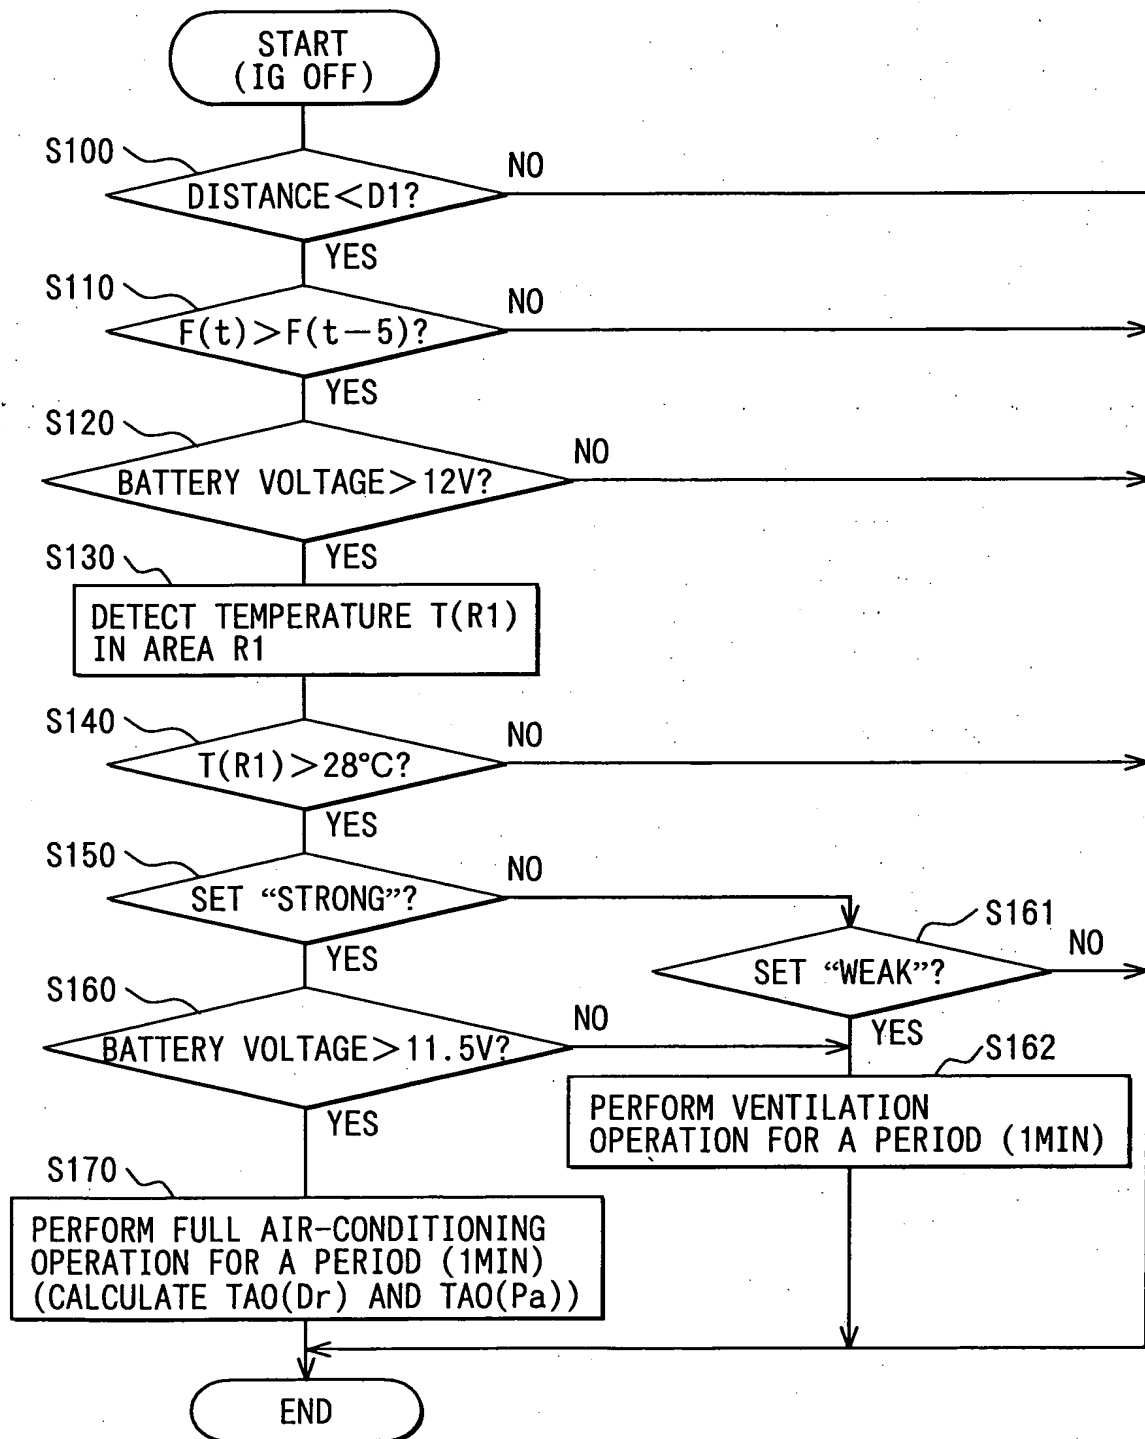 START
(IG OFF)
S100
DISTANCE<D1?
NO
YES
S110
F(t)>F(t-5)?
NO
YES
S120
BATTERY VOLTAGE>12V?
NO
YES
S130
DETECT TEMPERATURE T(R1)
IN AREA R1
S140
T(R1)>28°C?
NO
YES
S150
SET “STRONG”?
NO
YES
S161
SET “WEAK”?
NO
YES
S160
BATTERY VOLTAGE>11.5V?
NO
YES
S162
PERFORM VENTILATION
OPERATION FOR A PERIOD (1MIN)
S170
PERFORM FULL AIR-CONDITIONING
OPERATION FOR A PERIOD (1MIN)
(CALCULATE TAO(Dr) AND TAO(Pa))
END